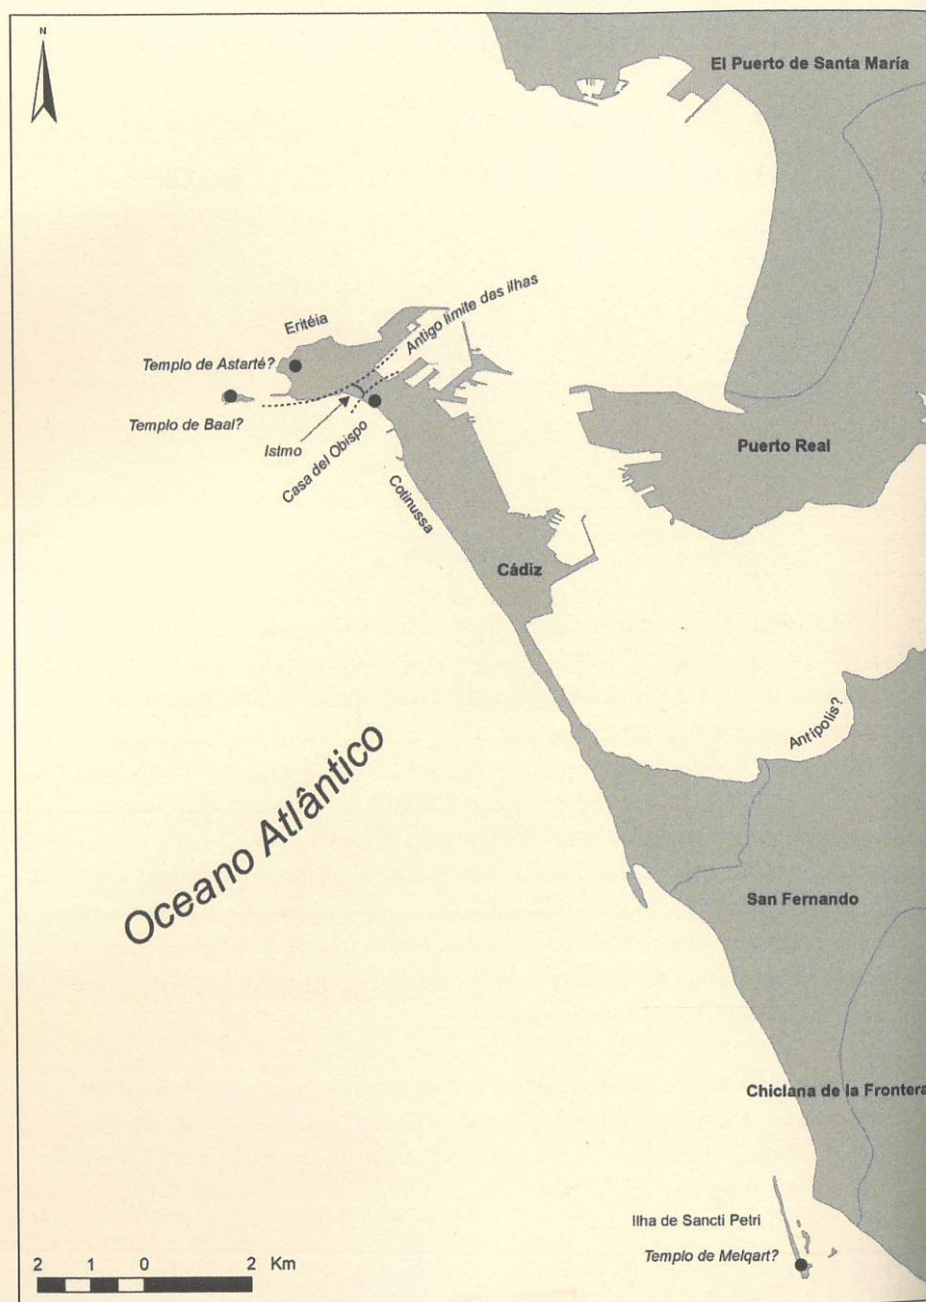 N
El Puerto de Santa María
Eritéia
Antigo limite das ilhas
Templo de Astarté?
Templo de Baal?
Istmo
Casa del Obispo
Cotinussa
Puerto Real
Cádiz
Antipolis?
Oceano Atlântico
San Fernando
Chiclana de la Frontera
Ilha de Sancti Petri
Templo de Melqart?
2 1 0 2 Km